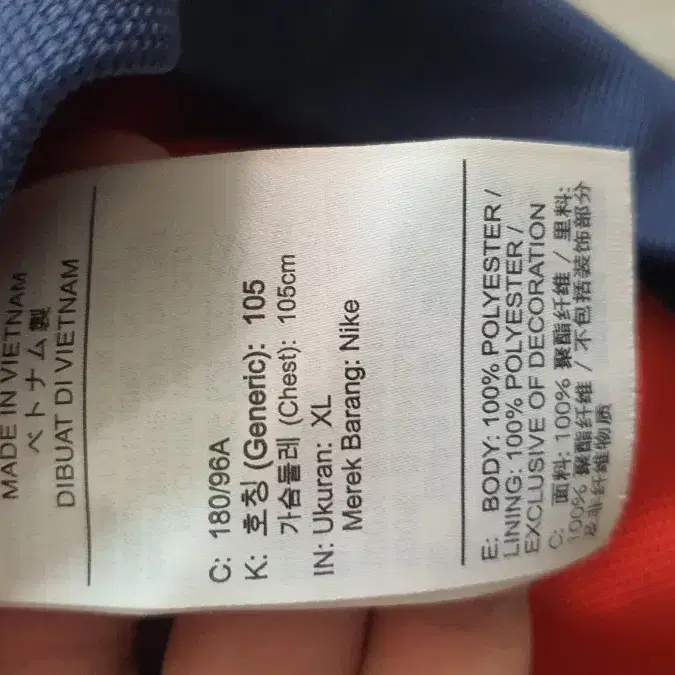 MADE IN VIETNAM
ベトナム製
DIBUAT DI VIETNAM
C: 180/96A
K: 호칭 (Generic): 105
가슴둘레 (Chest): 105cm
IN: Ukuran: XL
Merek Barang: Nike
E: BODY: 100% POLYESTER /
LINING: 100% POLYESTER /
EXCLUSIVE OF DECORATION
C: 面料: 100% 聚酯纤维 / 里料:
100% 聚酯纤维 / 不包括装饰部分
及非纤维物质